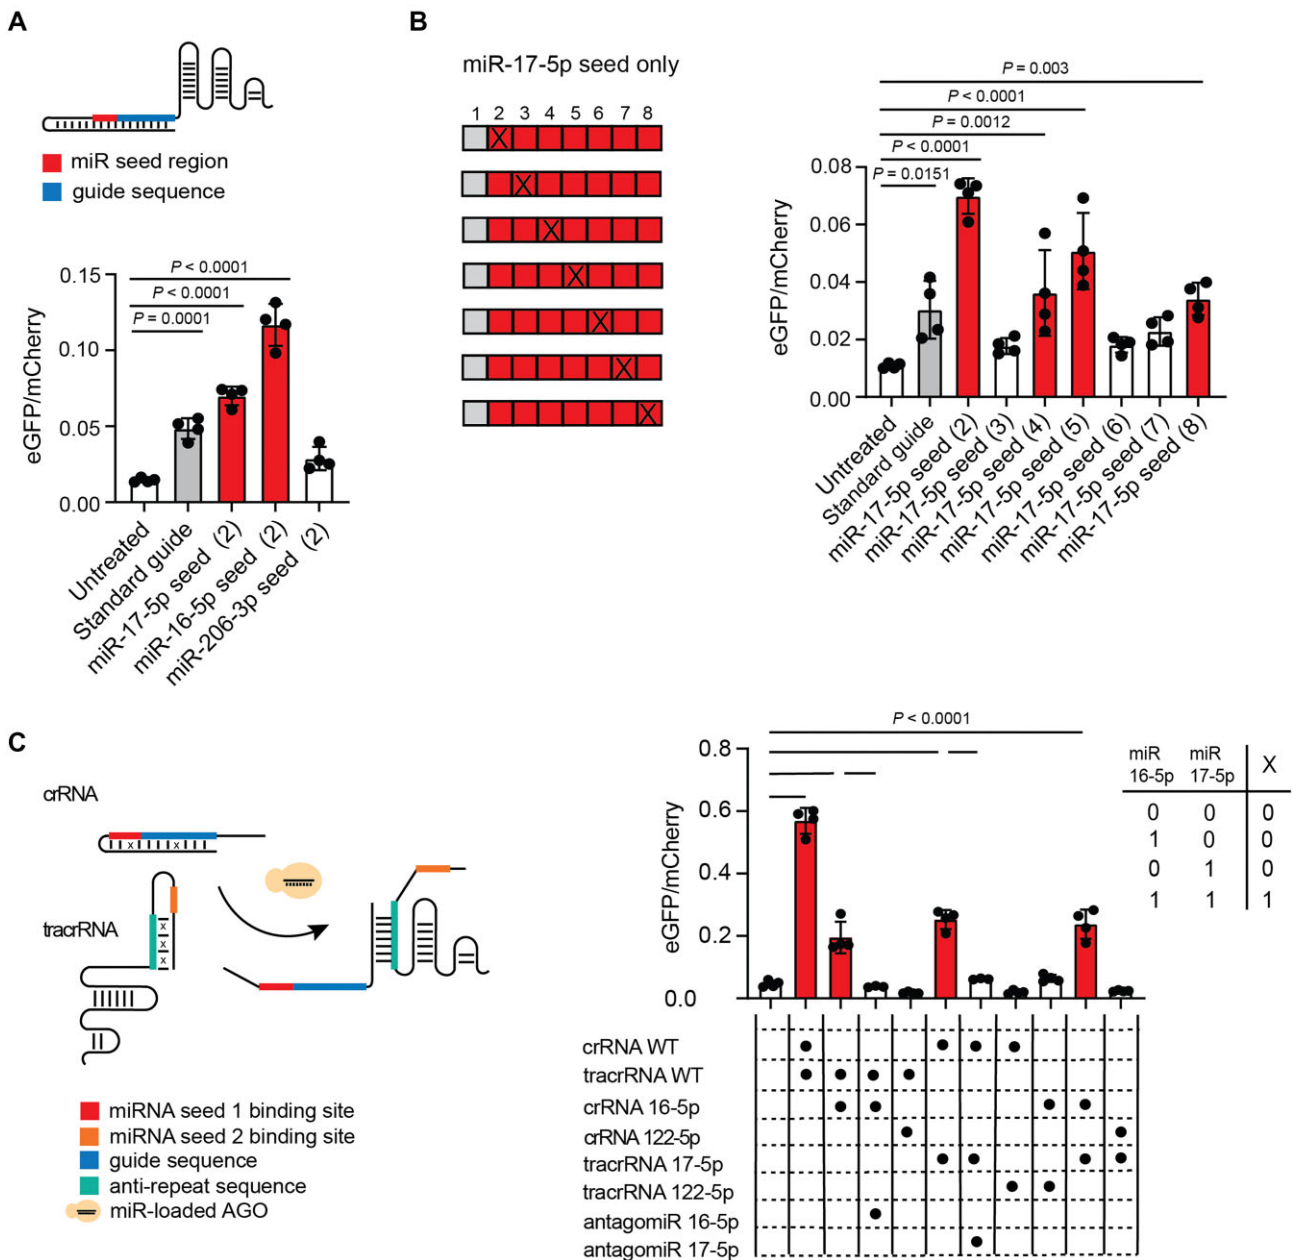 A
miR seed region
guide sequence
P < 0.0001
P < 0.0001
P = 0.0001
0.15
0.10
0.05
0.00
eGFP/mCherry
Untreated
Standard guide
miR-17-5p seed (2)
miR-16-5p seed (2)
miR-206-3p seed (2)
B
miR-17-5p seed only
1 2 3 4 5 6 7 8
X
X
X
X
X
X
X
P = 0.003
P < 0.0001
P = 0.0012
P < 0.0001
P = 0.0151
0.08
0.06
0.04
0.02
0.00
eGFP/mCherry
Untreated
Standard guide
miR-17-5p seed (2)
miR-17-5p seed (3)
miR-17-5p seed (4)
miR-17-5p seed (5)
miR-17-5p seed (6)
miR-17-5p seed (7)
miR-17-5p seed (8)
C
crRNA
x x
tracrRNA
x
x
x
x
miRNA seed 1 binding site
miRNA seed 2 binding site
guide sequence
anti-repeat sequence
miR-loaded AGO
P < 0.0001
0.8
0.6
0.4
0.2
0.0
eGFP/mCherry
miR 16-5p miR 17-5p X
0 0 0
1 0 0
0 1 0
1 1 1
crRNA WT
tracrRNA WT
crRNA 16-5p
crRNA 122-5p
tracrRNA 17-5p
tracrRNA 122-5p
antagomiR 16-5p
antagomiR 17-5p